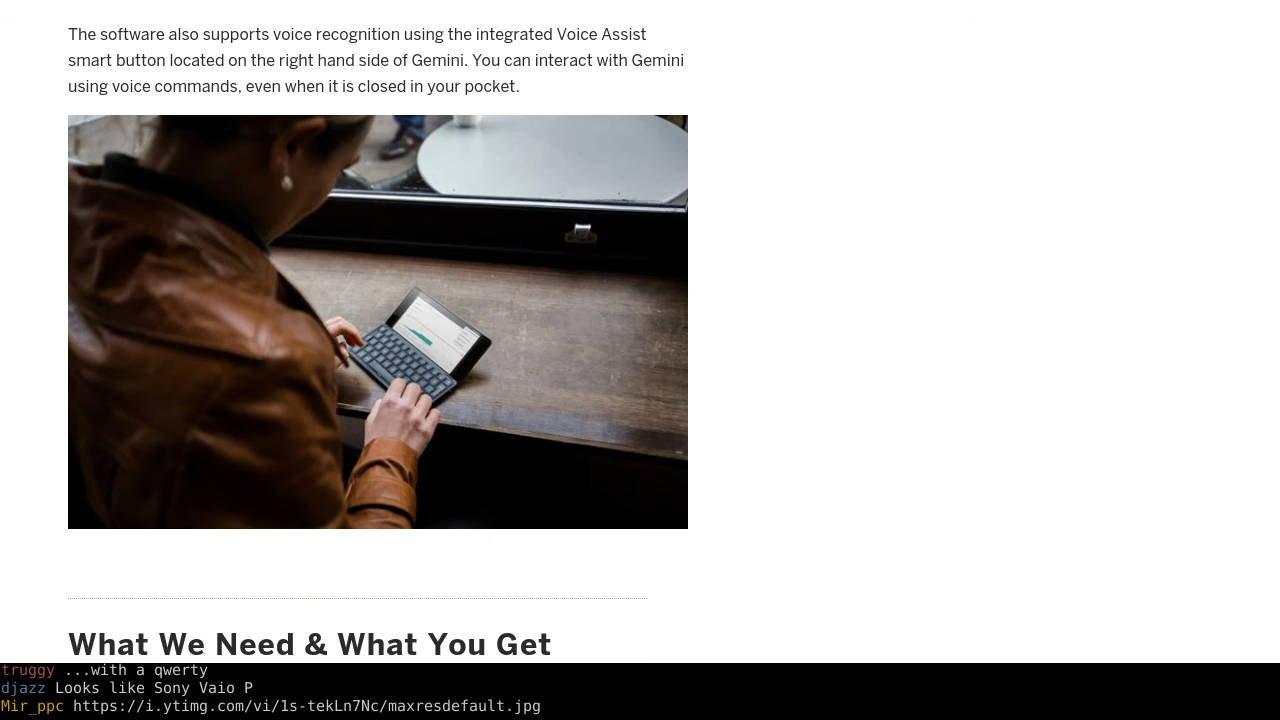 The software also supports voice recognition using the integrated Voice Assist
smart button located on the right hand side of Gemini. You can interact with Gemini
using voice commands, even when it is closed in your pocket.
What We Need & What You Get
truggy ...with a qwerty
djazz Looks like Sony Vaio P
Mir_ppc https://i.ytimg.com/vi/1s-tekLn7Nc/maxresdefault.jpg